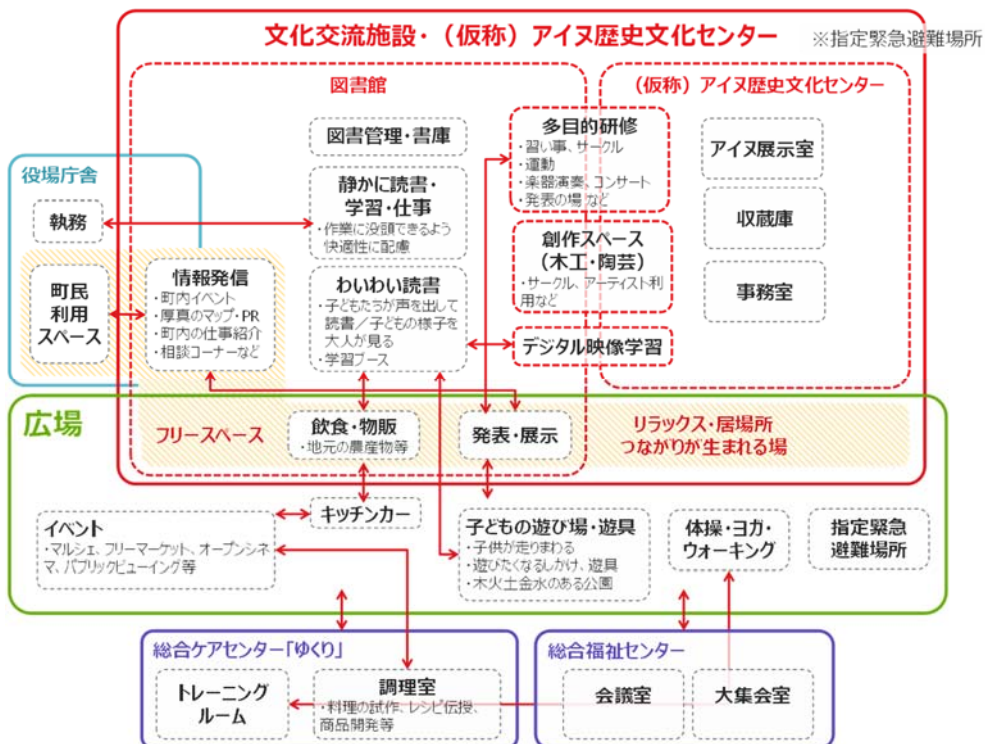 文化交流施設・（仮称）アイヌ歴史文化センター
※指定緊急避難場所
図書館
（仮称）アイヌ歴史文化センター
図書管理・書庫
多目的研修
・習い事、サークル
・運動
・楽器演奏、コンサート
・発表の場 など
アイヌ展示室
収蔵庫
事務室
役場庁舎
執務
静かに読書・
学習・仕事
・作業に没頭できるよう
快適性に配慮
創作スペース
（木工・陶芸）
・サークル、アーティスト利
用など
町民
利用
スペース
情報発信
・町内イベント
・厚真のマップ・PR
・町内の仕事紹介
・相談コーナーなど
わいわい読書
・子どもたちが声を出して
読書／子どもの様子を
大人が見る
・学習ブース
デジタル映像学習
広場
フリースペース
飲食・物販
・地元の農産物等
発表・展示
リラックス・居場所
つながりが生まれる場
イベント
・マルシェ、フリーマーケット、オープンシネ
マ、パブリックビューイング等
キッチンカー
子どもの遊び場・遊具
・子供が走りまわる
・遊びたくなるしかけ、遊具
・木火土金水のある公園
体操・ヨガ・
ウォーキング
指定緊急
避難場所
総合ケアセンター「ゆくり」
トレーニング
ルーム
調理室
・料理の試作、レシピ伝授、
商品開発等
総合福祉センター
会議室
大集会室